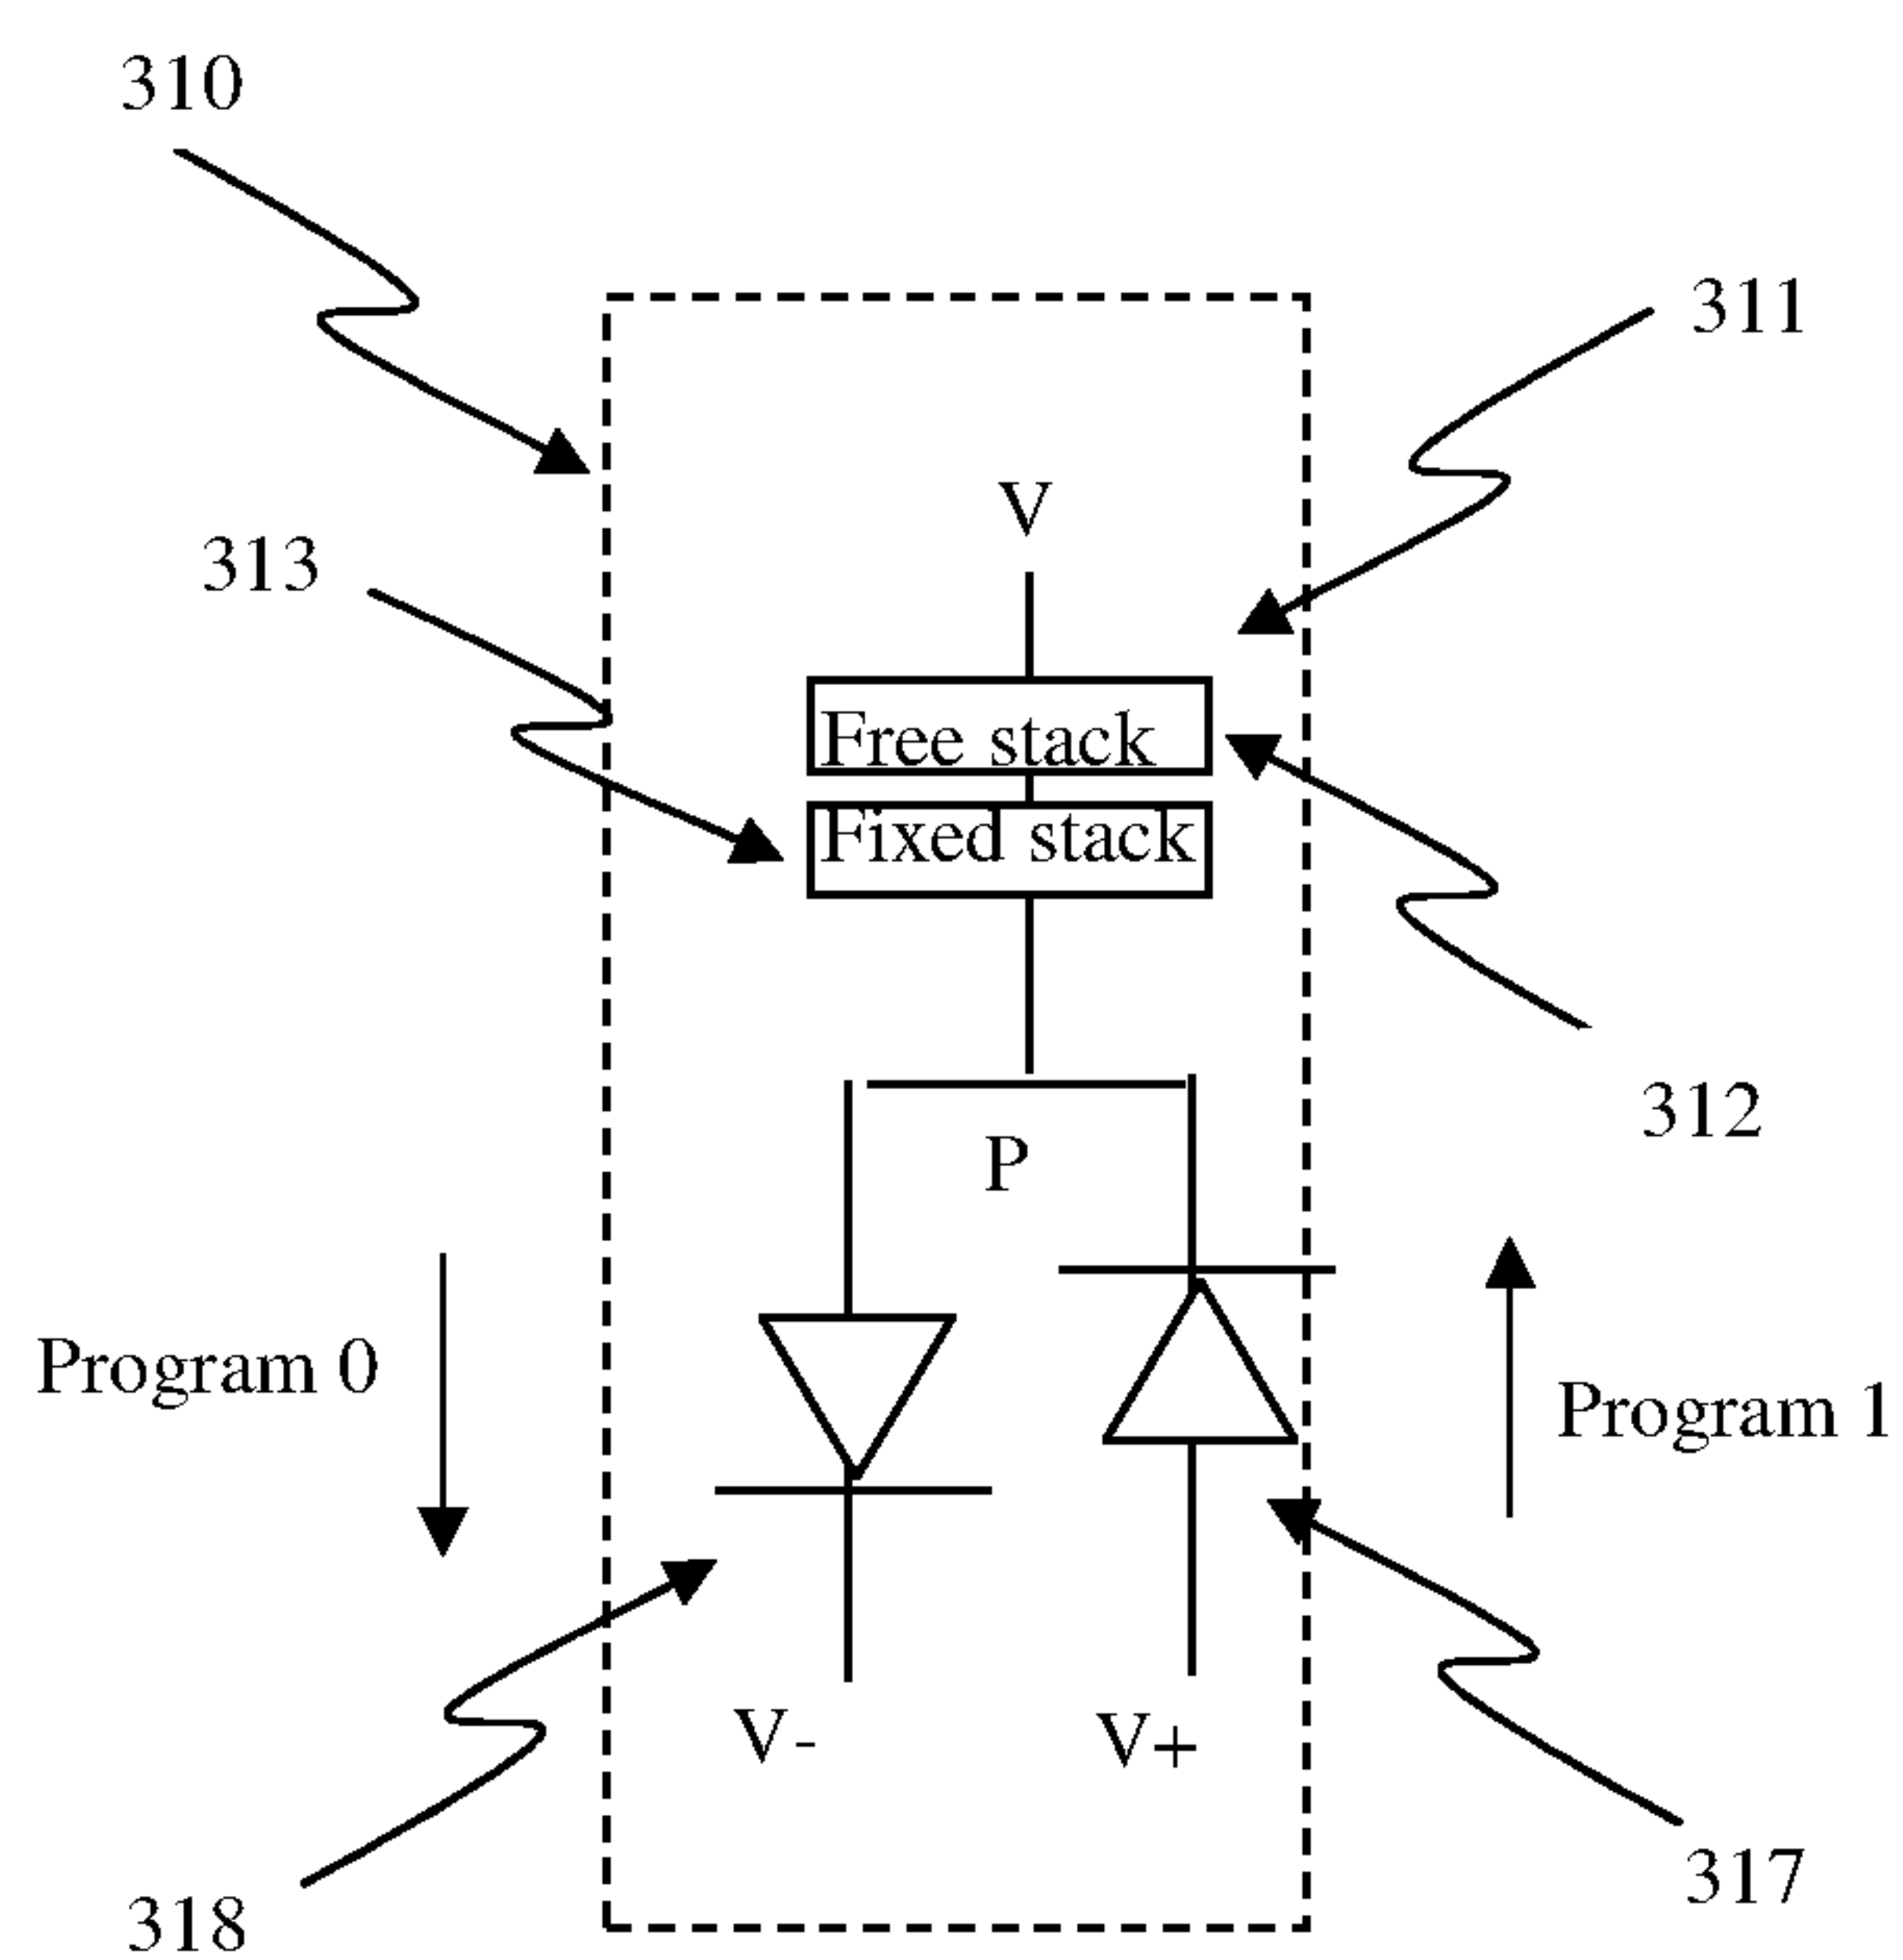 310
311
V
313
Free stack
Fixed stack
312
P
Program 0
Program 1
V-
V+
317
318